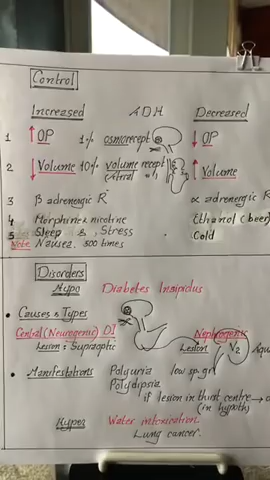 Control
Increased ADH Decreased
1 ↑ OP 1% osmorecept ↓ OP
2 ↓ Volume 10% volume recept ↑ Volume
(Atrial
3 β adrenergic R α adrenergic R
4 Morphine & nicotine Ethanol (beer)
5 Sleep & Stress Cold
Note Nausea 500 times
Disorders
Hypo Diabetes Insipidus
• Causes & Types
Central (Neurogenic) DI Nephrogenic
Lesion: Supraoptic Lesion V2 Aqu
• Manifestations Polyuria low sp.gr
Polydipsia
if lesion in thirst centre →
(in hypoth)
Hyper Water intoxication
Lung cancer